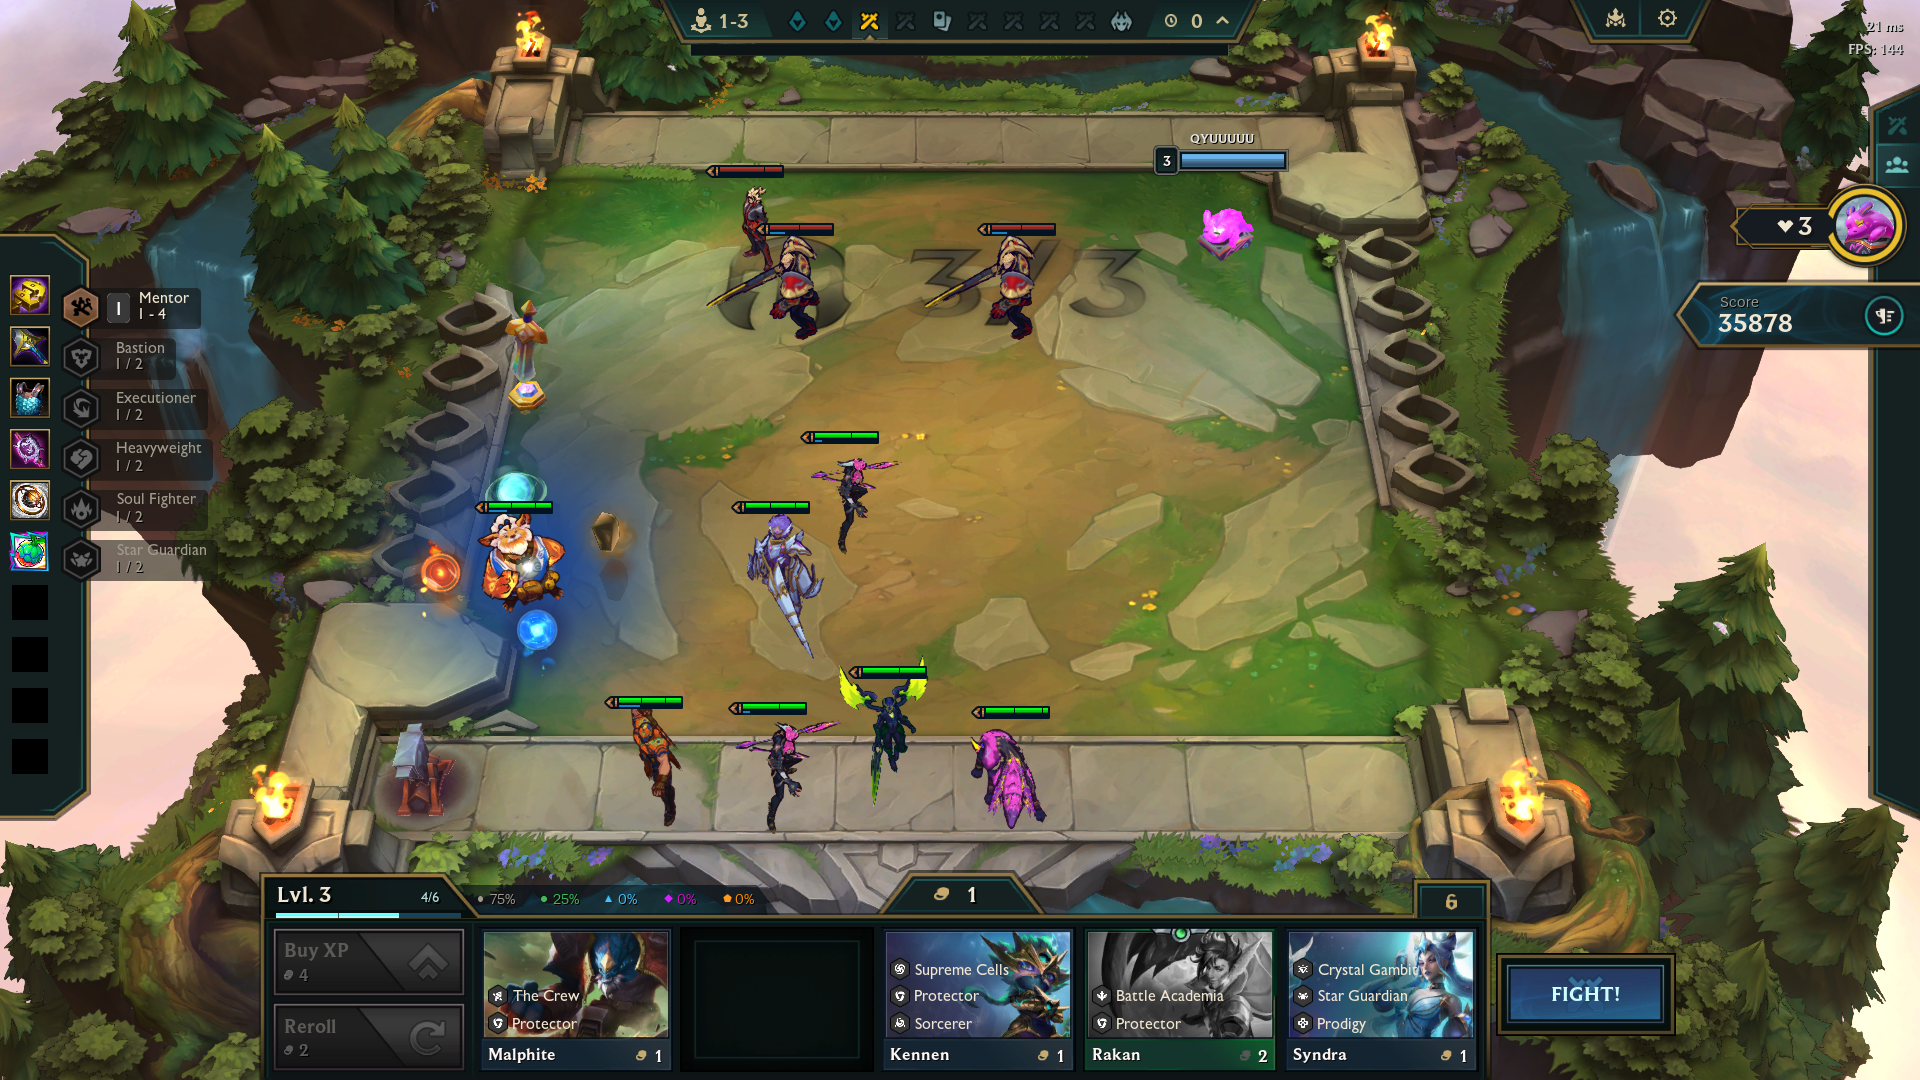 1-3
0
21 ms
FPS: 144
QYUUUUU
3
3/3
3
Score
35878
1
Mentor
1 - 4
Bastion
1 / 2
Executioner
1 / 2
Heavyweight
1 / 2
Soul Fighter
1 / 2
Star Guardian
1 / 2
Lvl. 3
4/6
75%
25%
0%
0%
0%
1
6
Buy XP
4
Reroll
2
The Crew
Protector
Malphite
1
Supreme Cells
Protector
Sorcerer
Kennen
1
Battle Academia
Protector
Rakan
2
Crystal Gambit
Star Guardian
Prodigy
Syndra
1
FIGHT!